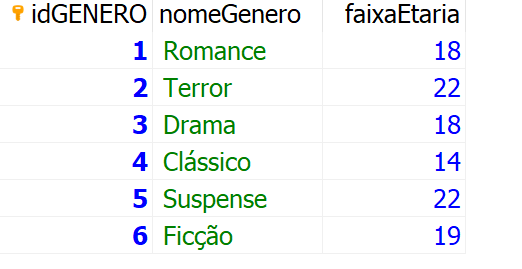 idGENERO nomeGenero faixaEtaria
1 Romance 18
2 Terror 22
3 Drama 18
4 Clássico 14
5 Suspense 22
6 Ficção 19